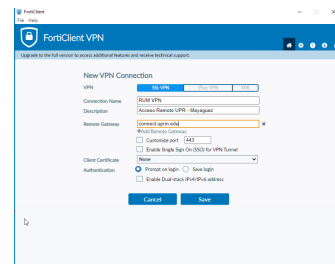 FortiClient
File Help
FortiClient VPN
Upgrade to the full version to access additional features and receive technical support.
New VPN Connection
VPN SSL-VPN IPsec VPN XML
Connection Name RUM VPN
Description Acceso Remoto UPR - Mayaguez
Remote Gateway connect.uprm.edu
+Add Remote Gateway
Customize port 443
Enable Single Sign On (SSO) for VPN Tunnel
Client Certificate None
Authentication Prompt on login Save login
Enable Dual-stack IPv4/IPv6 address
Cancel Save